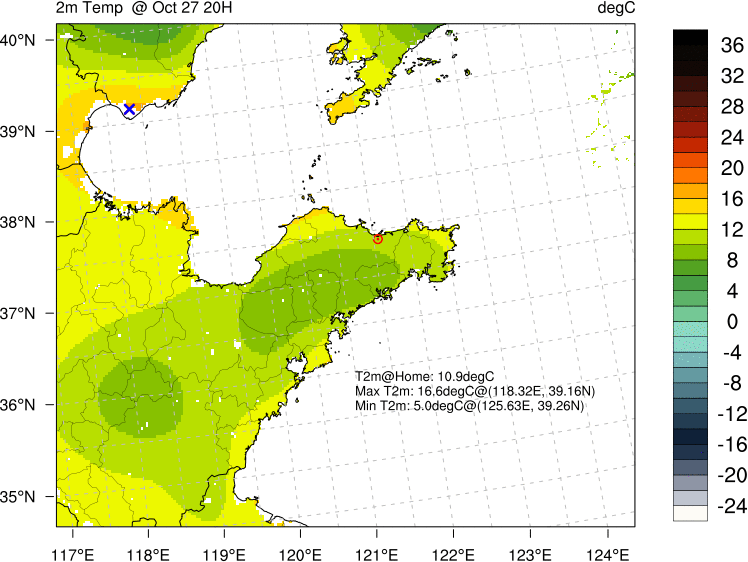 2m Temp @ Oct 27 20H degC
40°N
39°N
38°N
37°N
36°N
35°N
T2m@Home: 10.9degC
Max T2m: 16.6degC@(118.32E, 39.16N)
Min T2m: 5.0degC@(125.63E, 39.26N)
117°E 118°E 119°E 120°E 121°E 122°E 123°E 124°E
36
32
28
24
20
16
12
8
4
0
-4
-8
-12
-16
-20
-24